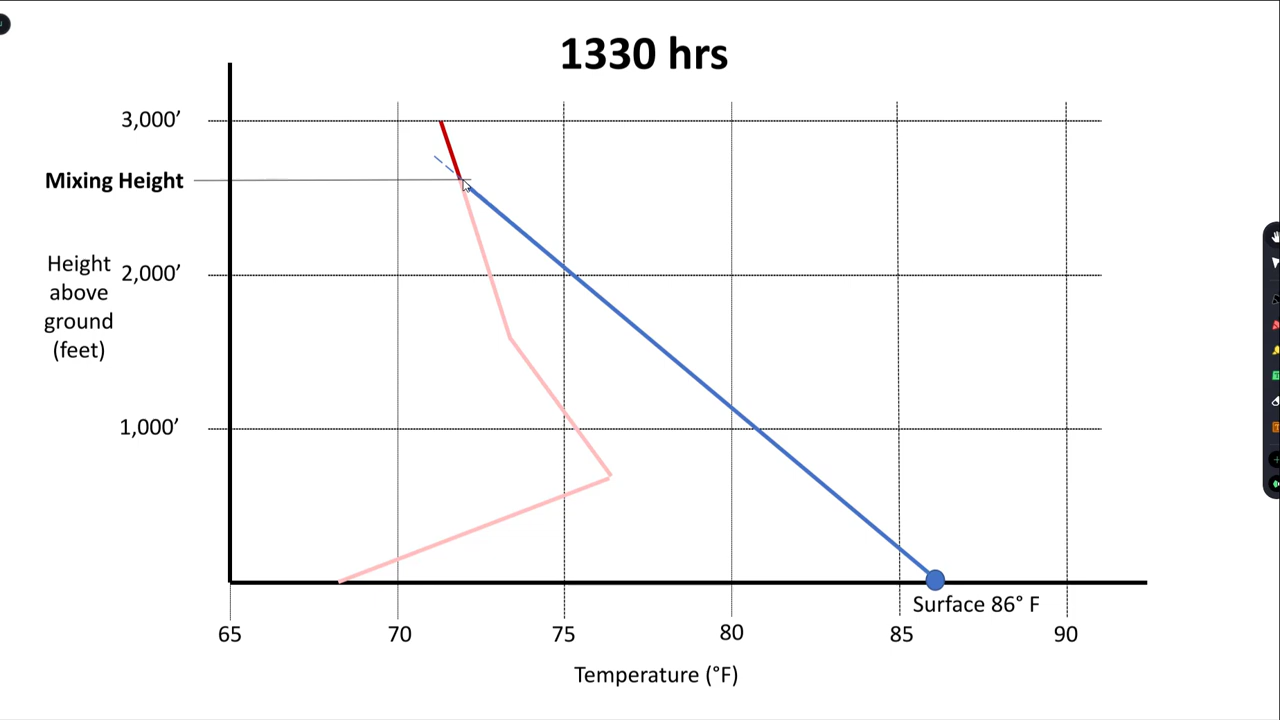 1330 hrs
3,000’
Mixing Height
Height
above
ground
(feet)
2,000’
1,000’
Surface 86° F
65 70 75 80 85 90
Temperature (°F)